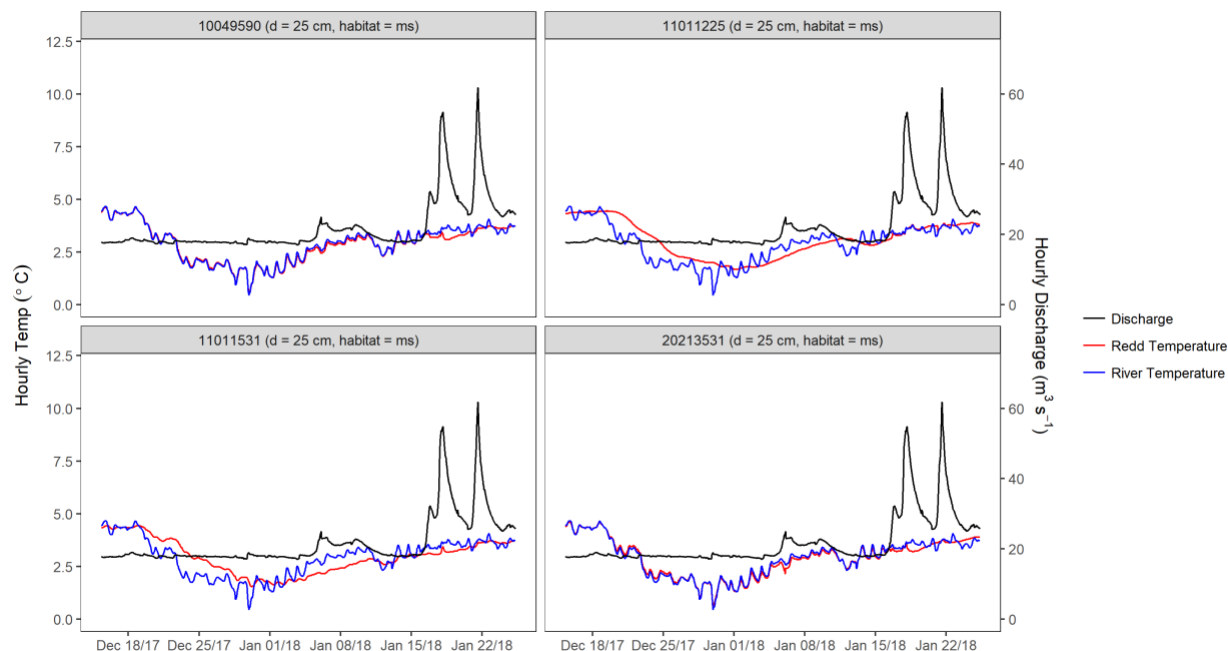 10049590 (d = 25 cm, habitat = ms)
11011225 (d = 25 cm, habitat = ms)
12.5
10.0
7.5
5.0
2.5
0.0
60
40
20
0
11011531 (d = 25 cm, habitat = ms)
20213531 (d = 25 cm, habitat = ms)
12.5
10.0
7.5
5.0
2.5
0.0
60
40
20
0
Dec 18/17 Dec 25/17 Jan 01/18 Jan 08/18 Jan 15/18 Jan 22/18
Dec 18/17 Dec 25/17 Jan 01/18 Jan 08/18 Jan 15/18 Jan 22/18
Hourly Temp (° C)
Hourly Discharge (m³ s⁻¹)
Discharge
Redd Temperature
River Temperature